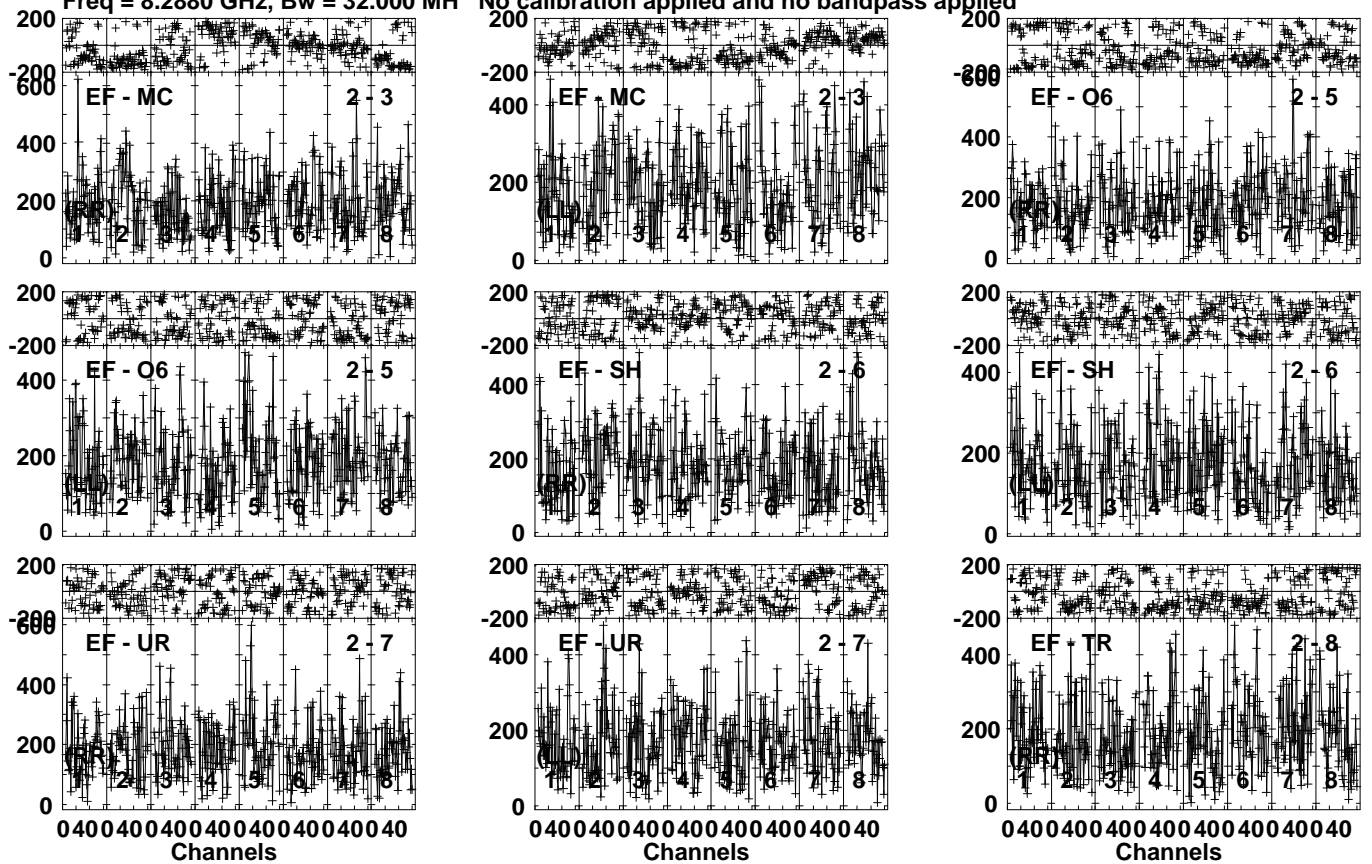 Freq = 8.2880 GHz, Bw = 32.000 MH No calibration applied and no bandpass applied
200 200 200
-200 -200 -200
600 400 600
EF - MC 2 - 3 EF - MC 2 - 3 EF - O6 2 - 5
400 200 400
200 0 200
(RR) (LL) (RR)
1 2 3 4 5 6 7 8 1 2 3 4 5 6 7 8 1 2 3 4 5 6 7 8
0 0
200 200 200
-200 -200 -200
EF - O6 2 - 5 EF - SH 2 - 6 EF - SH 2 - 6
400 400 400
200 200 200
(LL) (RR) (LL)
1 2 3 4 5 6 7 8 1 2 3 4 5 6 7 8 1 2 3 4 5 6 7 8
0 0 0
200 200 200
-200 -200 -200
600
EF - UR 2 - 7 EF - UR 2 - 7 EF - TR 2 - 8
400 400 400
200 200 200
(RR) (LL) (RR)
1 2 3 4 5 6 7 8 1 2 3 4 5 6 7 8 1 2 3 4 5 6 7 8
0 0 0
0 40 0 40 0 40 0 40 0 40 0 40 0 40 0 40 0 40 0 40 0 40 0 40 0 40 0 40 0 40 0 40 0 40 0 40 0 40 0 40 0 40 0 40 0 40 0 40
Channels Channels Channels